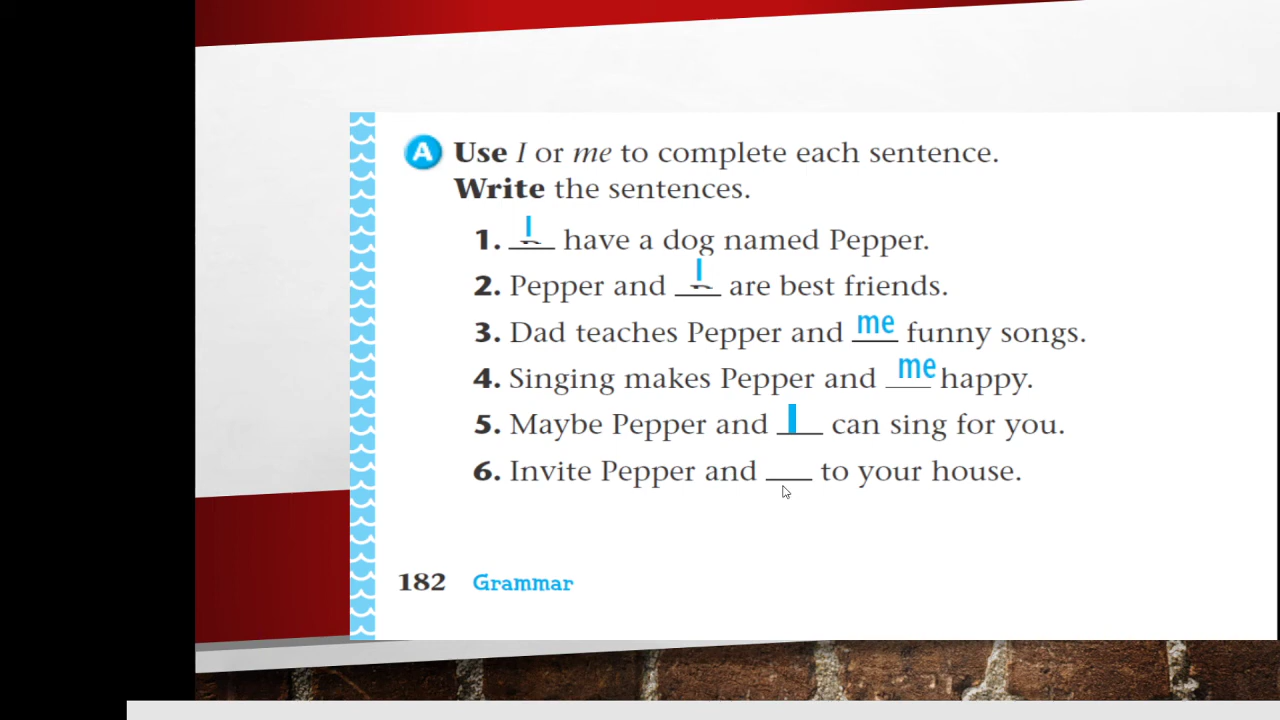 A Use I or me to complete each sentence.
Write the sentences.
1. I have a dog named Pepper.
2. Pepper and I are best friends.
3. Dad teaches Pepper and me funny songs.
4. Singing makes Pepper and me happy.
5. Maybe Pepper and I can sing for you.
6. Invite Pepper and ___ to your house.
182 Grammar